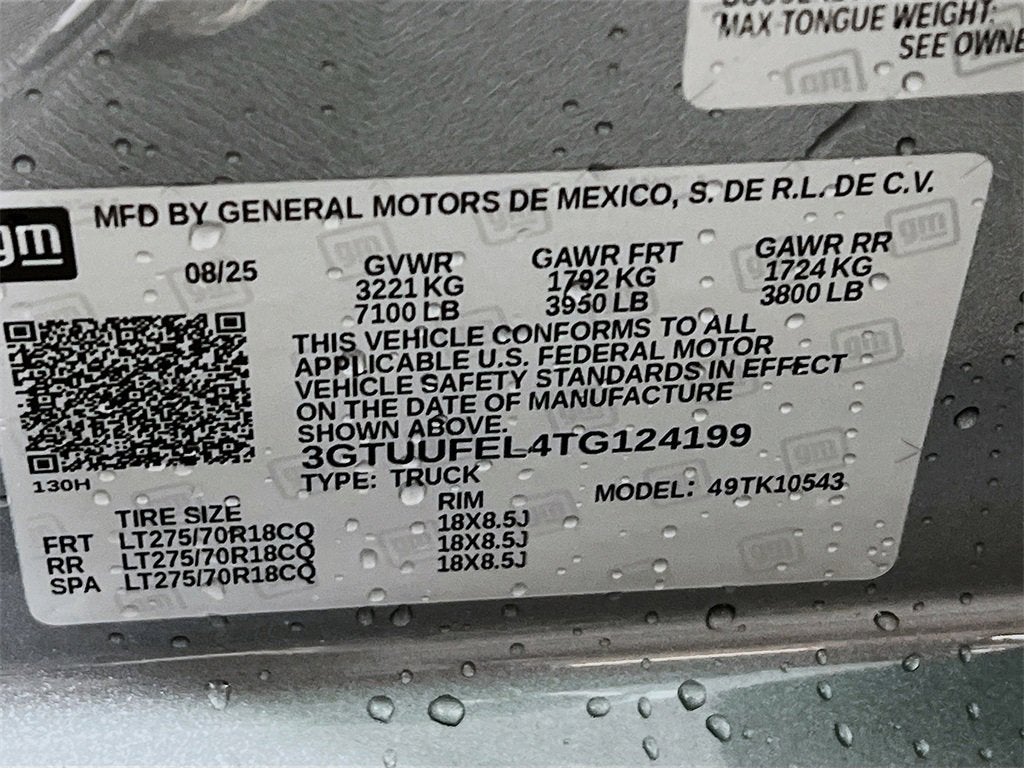 MAX TONGUE WEIGHT:
SEE OWNE
gm
MFD BY GENERAL MOTORS DE MEXICO, S. DE R.L. DE C.V.
08/25
GVWR GAWR FRT GAWR RR
3221 KG 1792 KG 1724 KG
7100 LB 3950 LB 3800 LB
THIS VEHICLE CONFORMS TO ALL
APPLICABLE U.S. FEDERAL MOTOR
VEHICLE SAFETY STANDARDS IN EFFECT
ON THE DATE OF MANUFACTURE
SHOWN ABOVE.
3GTUUFEL4TG124199
130H
TYPE: TRUCK MODEL: 49TK10543
TIRE SIZE RIM
FRT LT275/70R18CQ 18X8.5J
RR LT275/70R18CQ 18X8.5J
SPA LT275/70R18CQ 18X8.5J